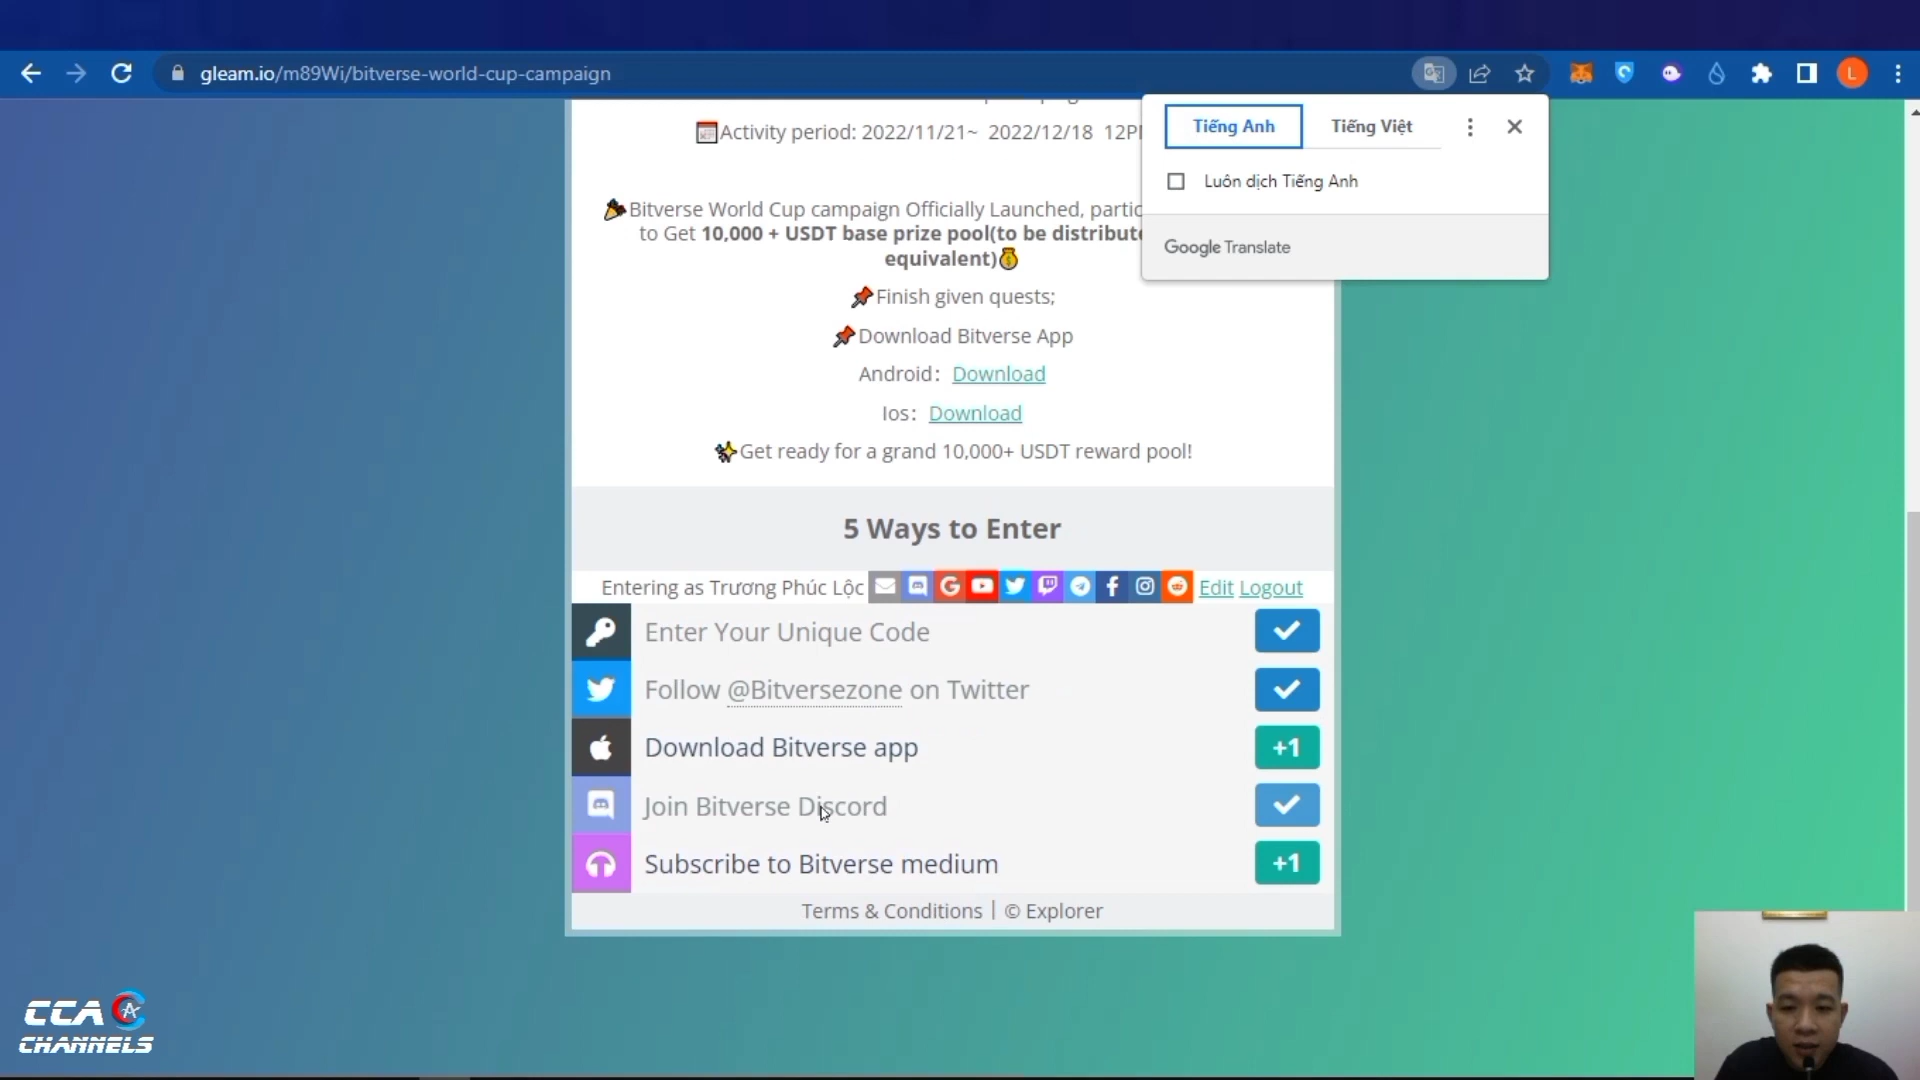 gleam.io/m89Wi/bitverse-world-cup-campaign
L
Tiếng Anh
Tiếng Việt
Luôn dịch Tiếng Anh
Google Translate
Activity period: 2022/11/21~ 2022/12/18 12P
Bitverse World Cup campaign Officially Launched, partic
to Get 10,000 + USDT base prize pool(to be distribut
equivalent)
Finish given quests;
Download Bitverse App
Android: Download
Ios: Download
Get ready for a grand 10,000+ USDT reward pool!
5 Ways to Enter
Entering as Trương Phúc Lộc
Edit Logout
Enter Your Unique Code
Follow @Bitversezone on Twitter
Download Bitverse app +1
Join Bitverse Discord
Subscribe to Bitverse medium +1
Terms & Conditions | © Explorer
CCA
CHANNELS